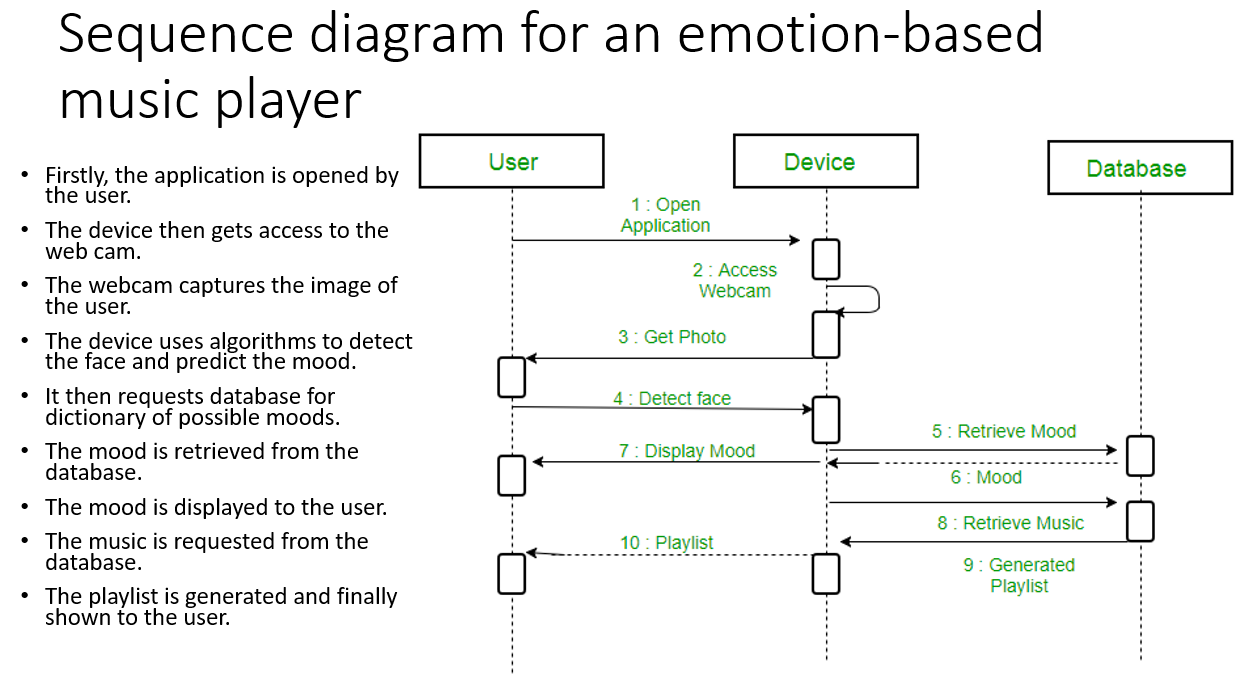 Sequence diagram for an emotion-based
music player
• Firstly, the application is opened by
the user.
• The device then gets access to the
web cam.
• The webcam captures the image of
the user.
• The device uses algorithms to detect
the face and predict the mood.
• It then requests database for
dictionary of possible moods.
• The mood is retrieved from the
database.
• The mood is displayed to the user.
• The music is requested from the
database.
• The playlist is generated and finally
shown to the user.
User
Device
Database
1 : Open
Application
2 : Access
Webcam
3 : Get Photo
4 : Detect face
5 : Retrieve Mood
7 : Display Mood
6 : Mood
8 : Retrieve Music
10 : Playlist
9 : Generated
Playlist